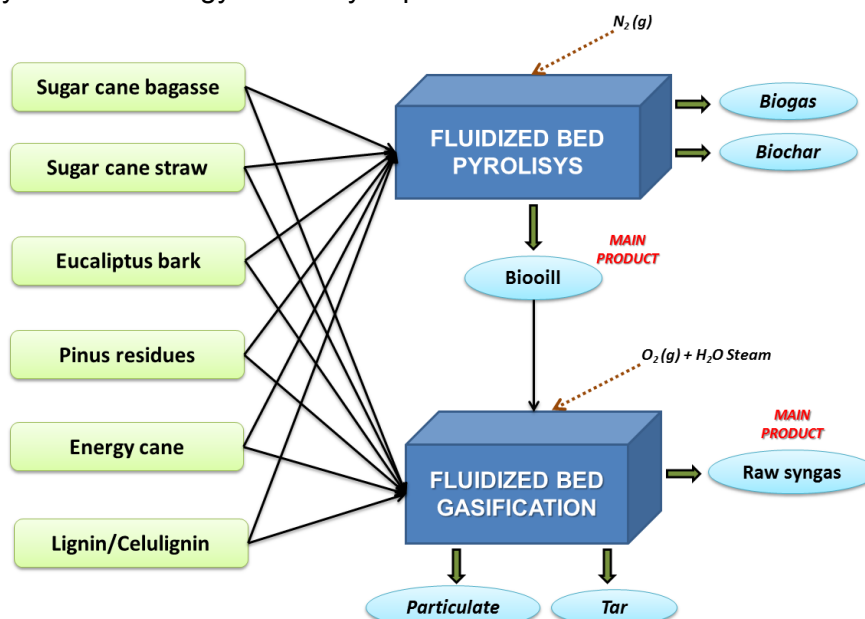 N₂ (g)
Sugar cane bagasse
Sugar cane straw
Eucaliptus bark
Pinus residues
Energy cane
Lignin/Celulignin
FLUIDIZED BED
PYROLISYS
Biogas
Biochar
MAIN
PRODUCT
Biooill
O₂ (g) + H₂O Steam
FLUIDIZED BED
GASIFICATION
MAIN
PRODUCT
Raw syngas
Particulate
Tar